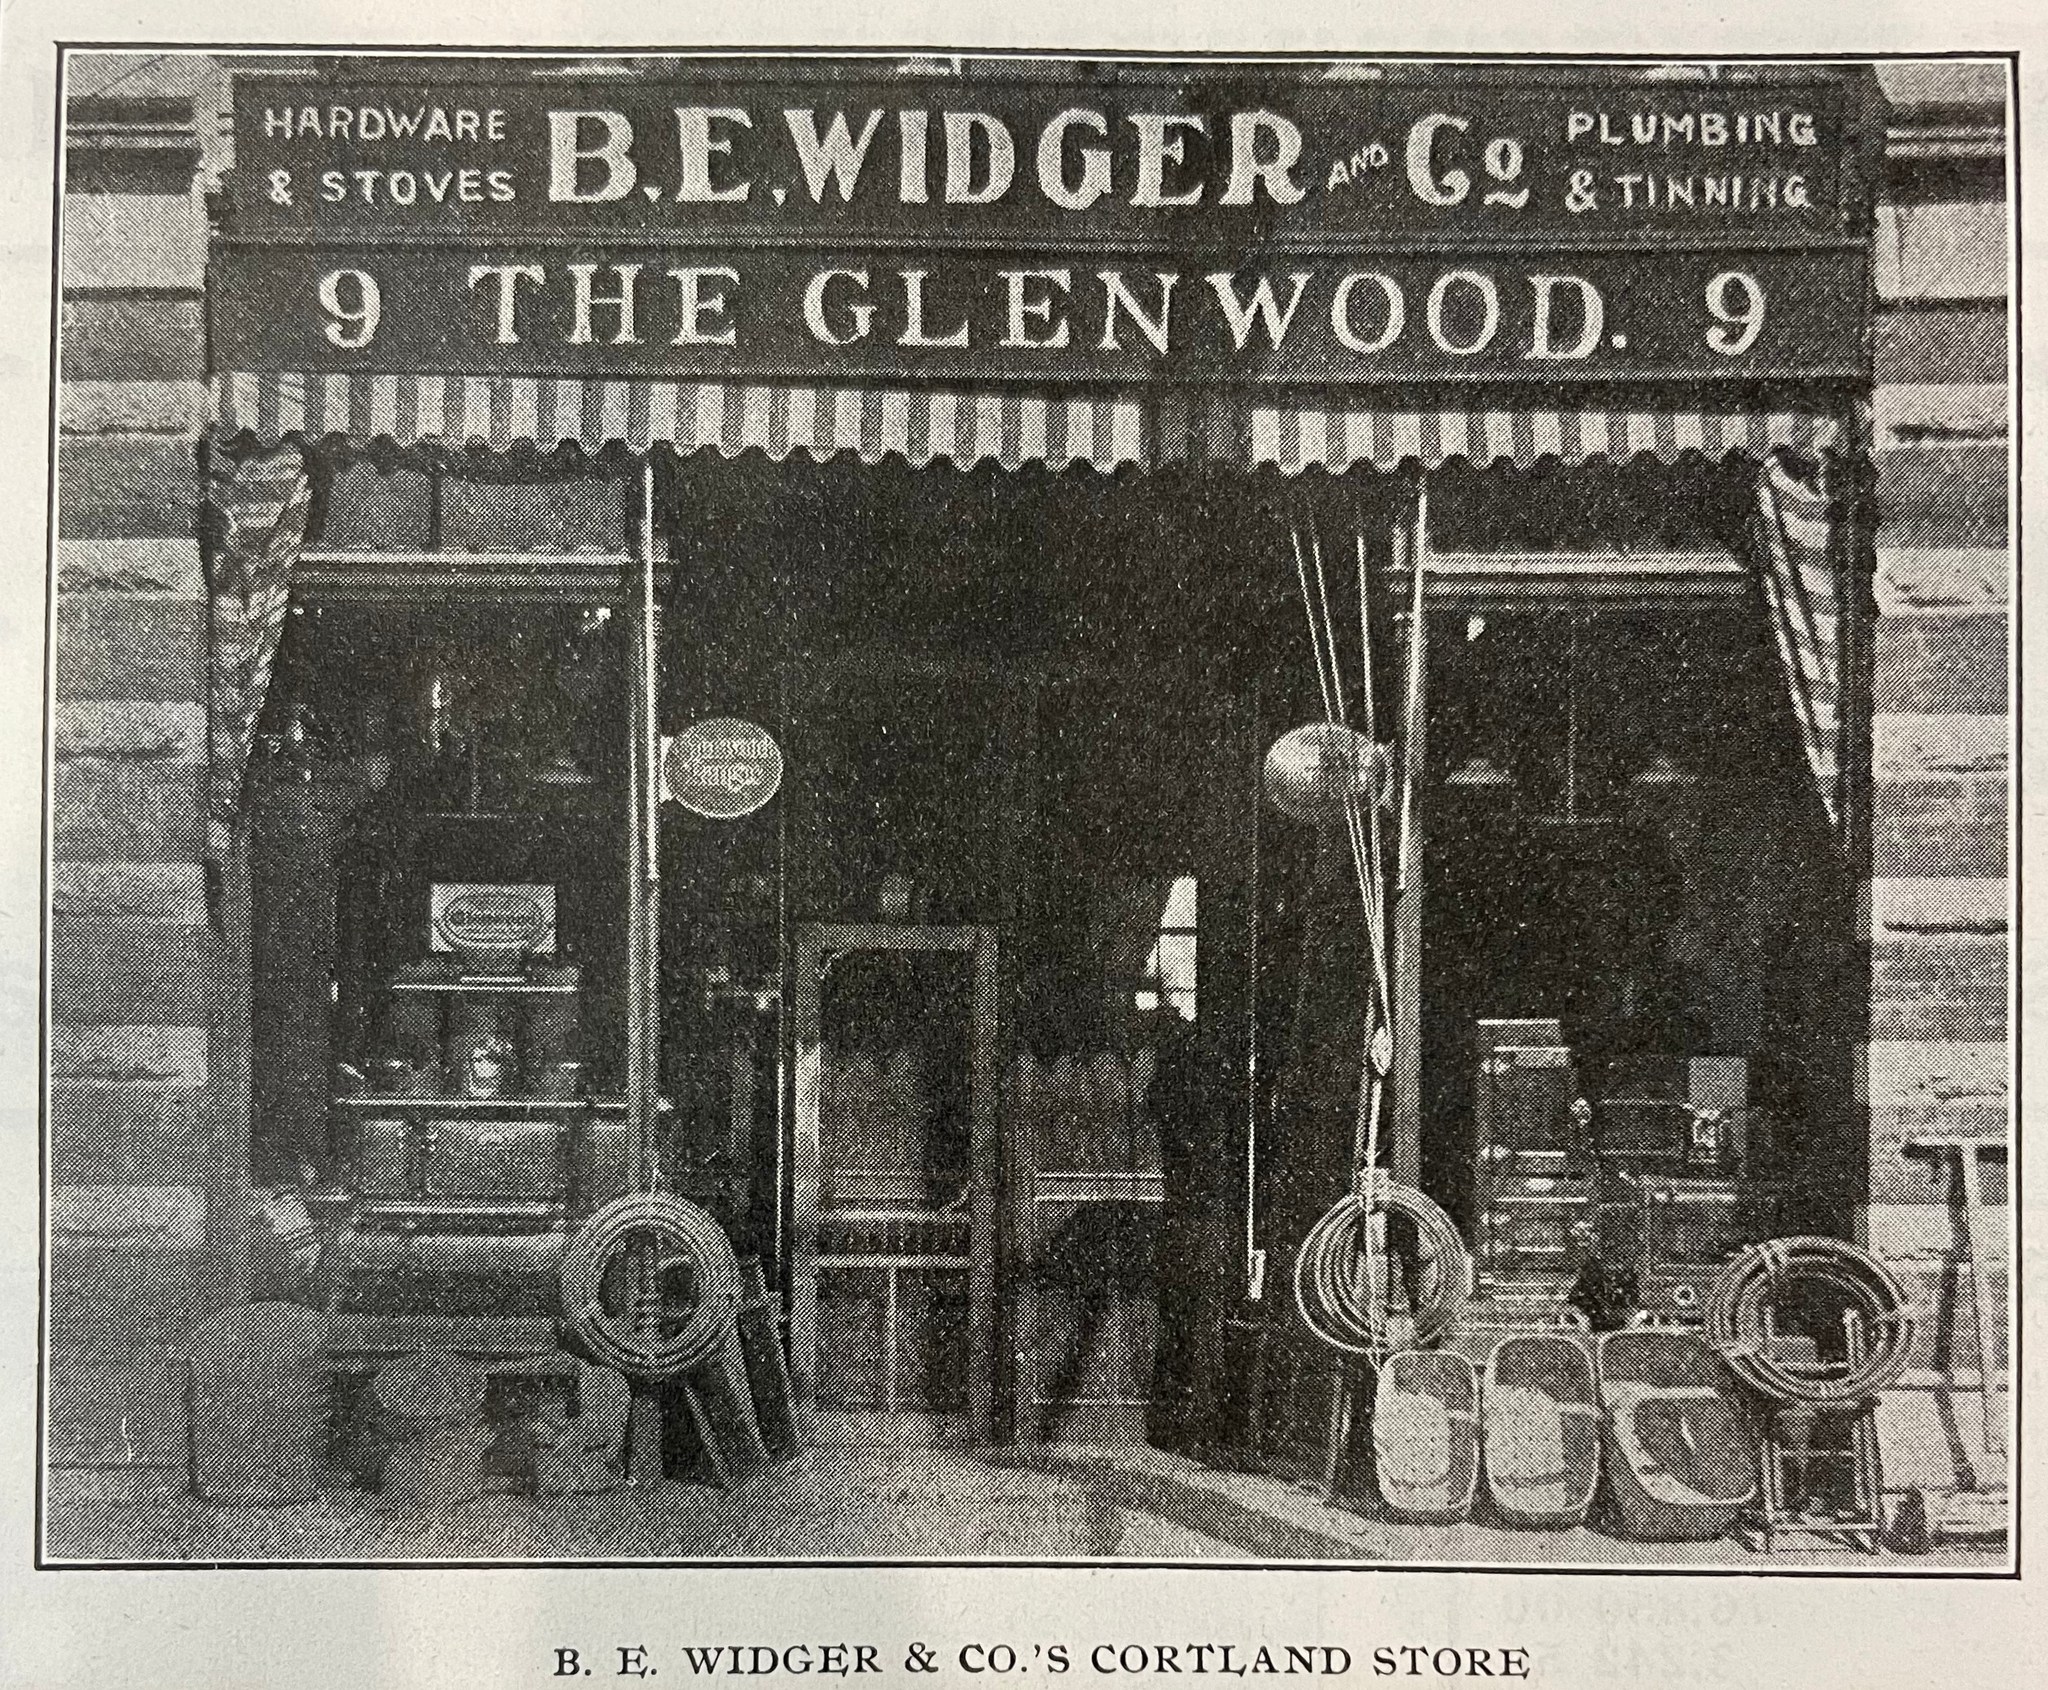 HARDWARE
& STOVES
B.E.WIDGER AND Co
PLUMBING
& TINNING
9 THE GLENWOOD. 9
B. E. WIDGER & CO.'S CORTLAND STORE